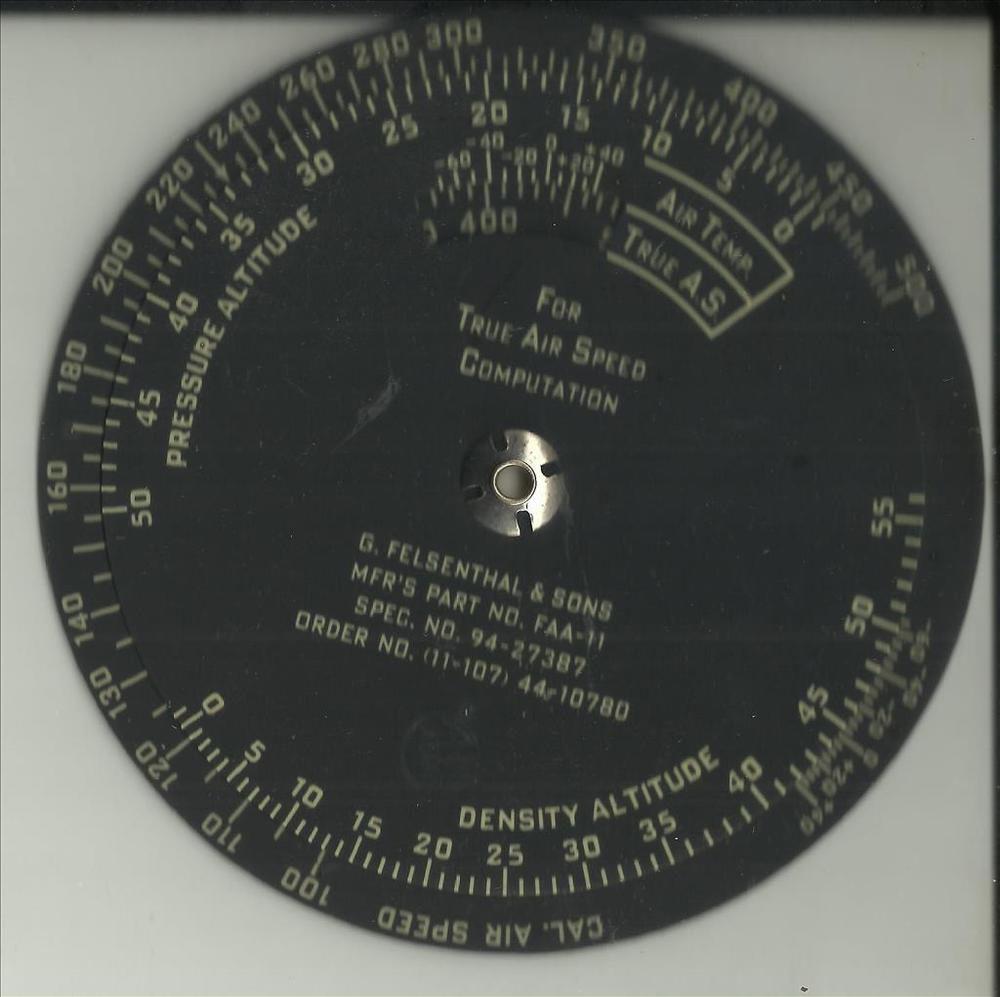 100 110 120 130 140 160 180 200 220 240 260 280 300 350 400 450 500
CAL. AIR SPEED
50 45 40 35 30 25 20 15 10 5 0
PRESSURE ALTITUDE
-60 -40 -20 0 +20 +40
AIR TEMP.
400
TRUE A.S.
FOR
TRUE AIR SPEED
COMPUTATION
G. FELSENTHAL & SONS
MFR'S PART NO. FAA-11
SPEC. NO. 94-27387
ORDER NO. (11-107) 44-10780
DENSITY ALTITUDE
0 5 10 15 20 25 30 35 40 45 50 55
-20 0 +20 +40